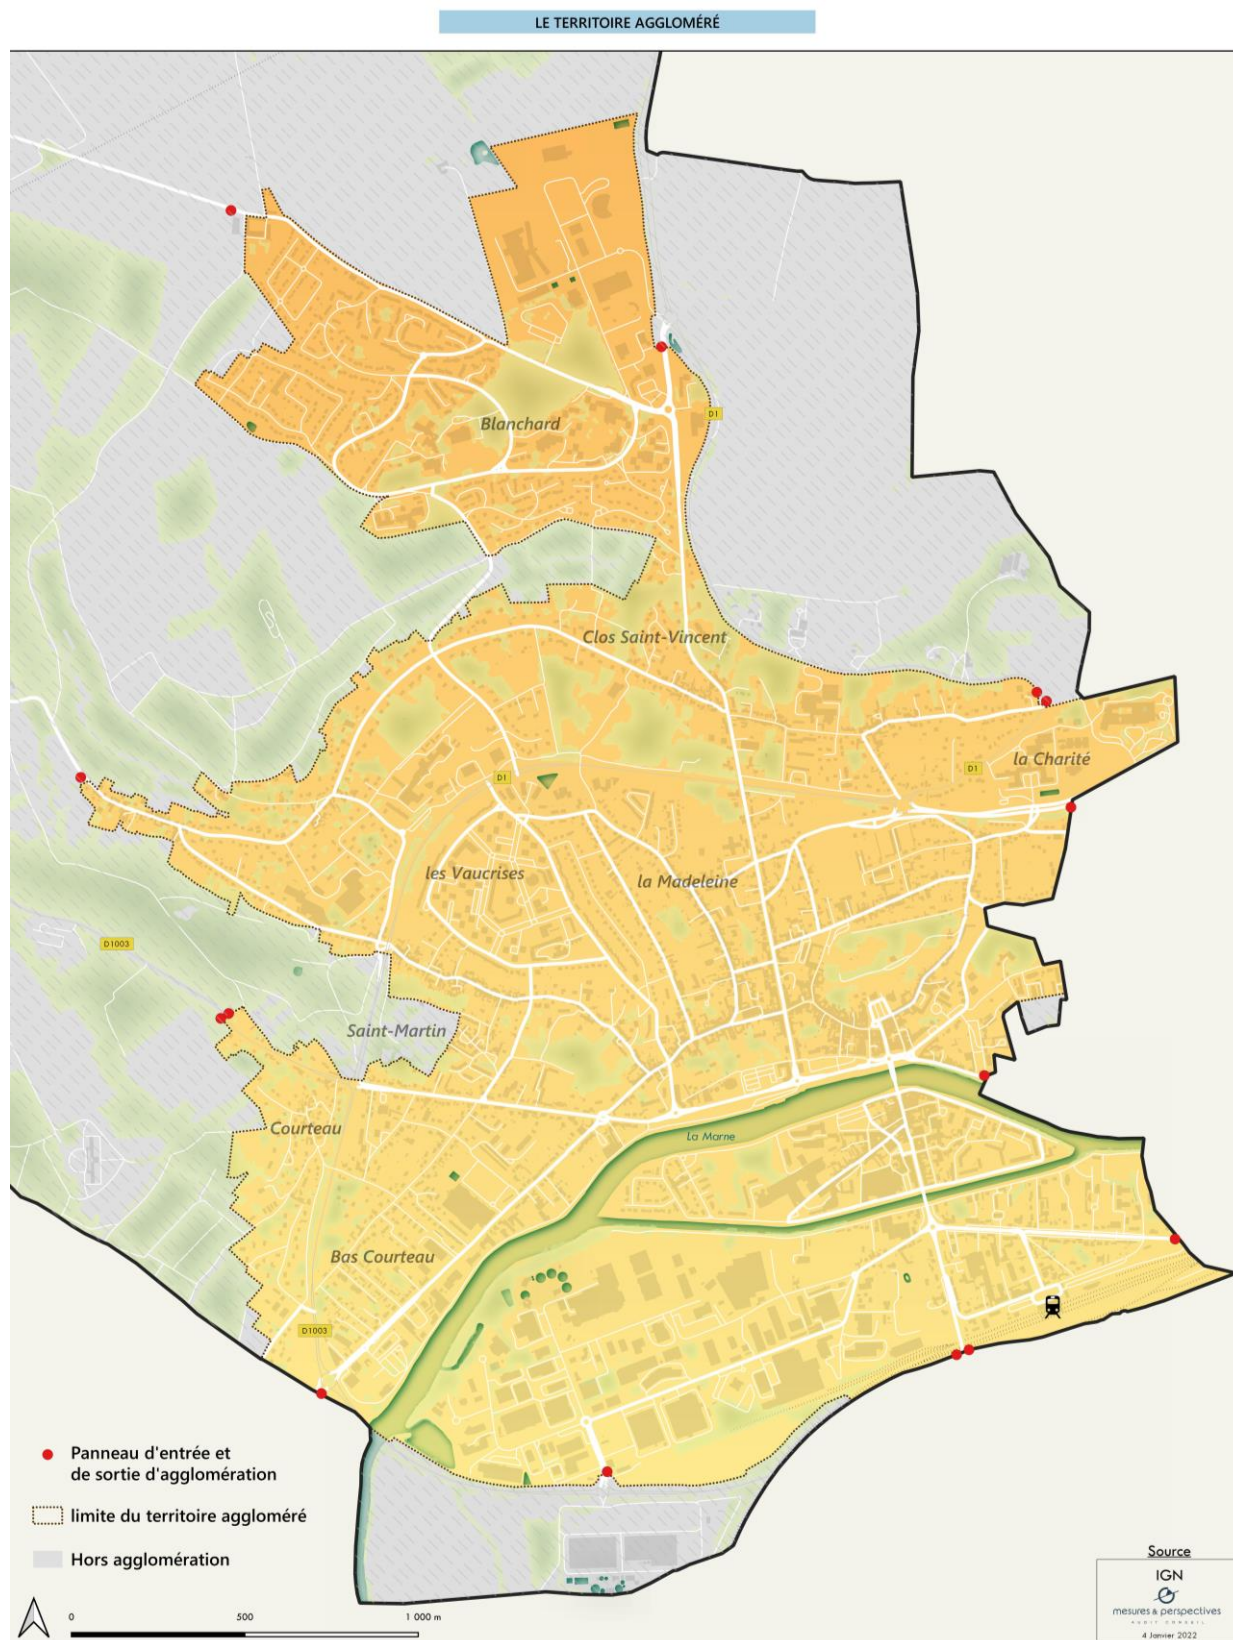 LE TERRITOIRE AGGLOMÉRÉ
Blanchard
D1
Clos Saint-Vincent
la Charité
D1
D1
les Vaucrises
la Madeleine
D1003
Saint-Martin
Courteau
La Marne
Bas Courteau
D1003
Panneau d'entrée et
de sortie d'agglomération
limite du territoire aggloméré
Hors agglomération
0 500 1 000 m
Source
IGN
mesures & perspectives
AUDIT CONSEIL
4 Janvier 2022